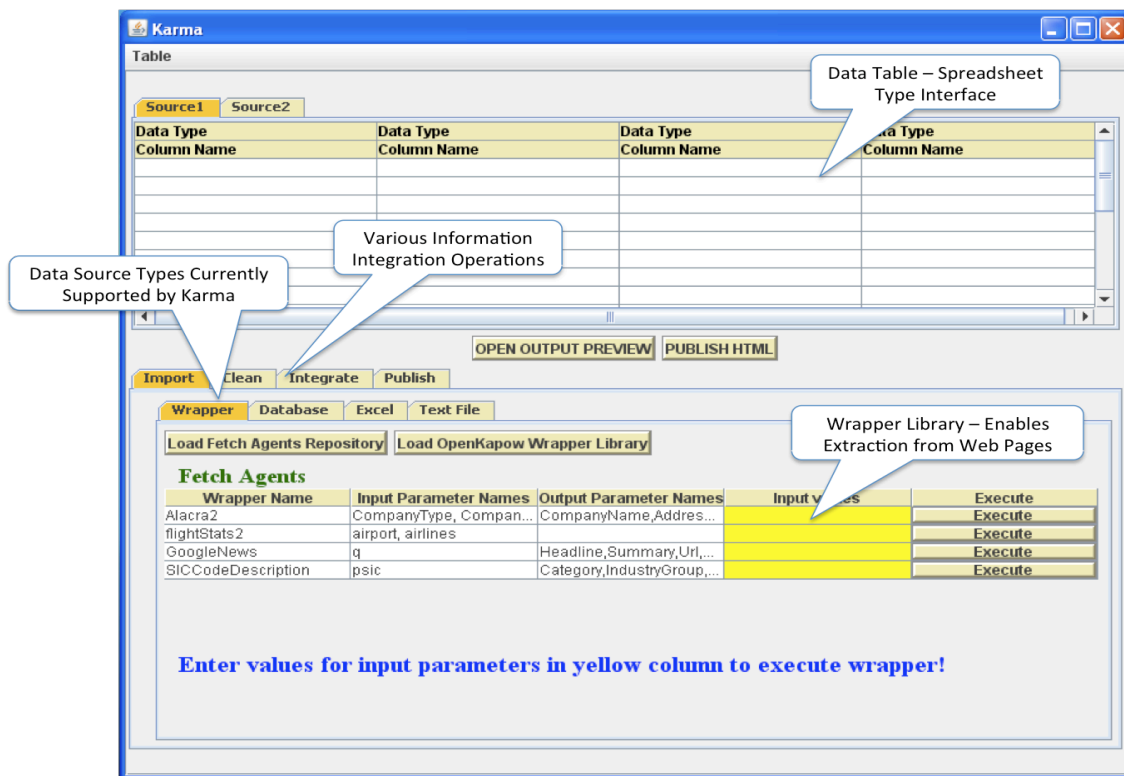 Karma
Table
Data Table – Spreadsheet
Type Interface
Source1 Source2
Data Type Data Type Data Type Type
Column Name Column Name Column Name Column Name
Various Information
Integration Operations
Data Source Types Currently
Supported by Karma
OPEN OUTPUT PREVIEW PUBLISH HTML
Import Clean Integrate Publish
Wrapper Database Excel Text File
Wrapper Library – Enables
Extraction from Web Pages
Load Fetch Agents Repository Load OpenKapow Wrapper Library
Fetch Agents
Wrapper Name Input Parameter Names Output Parameter Names Input values Execute
Alacra2 CompanyType, Compan... CompanyName,Addres... Execute
flightStats2 airport, airlines Execute
GoogleNews q Headline,Summary,Url,... Execute
SICCodeDescription psic Category,IndustryGroup,... Execute
Enter values for input parameters in yellow column to execute wrapper!